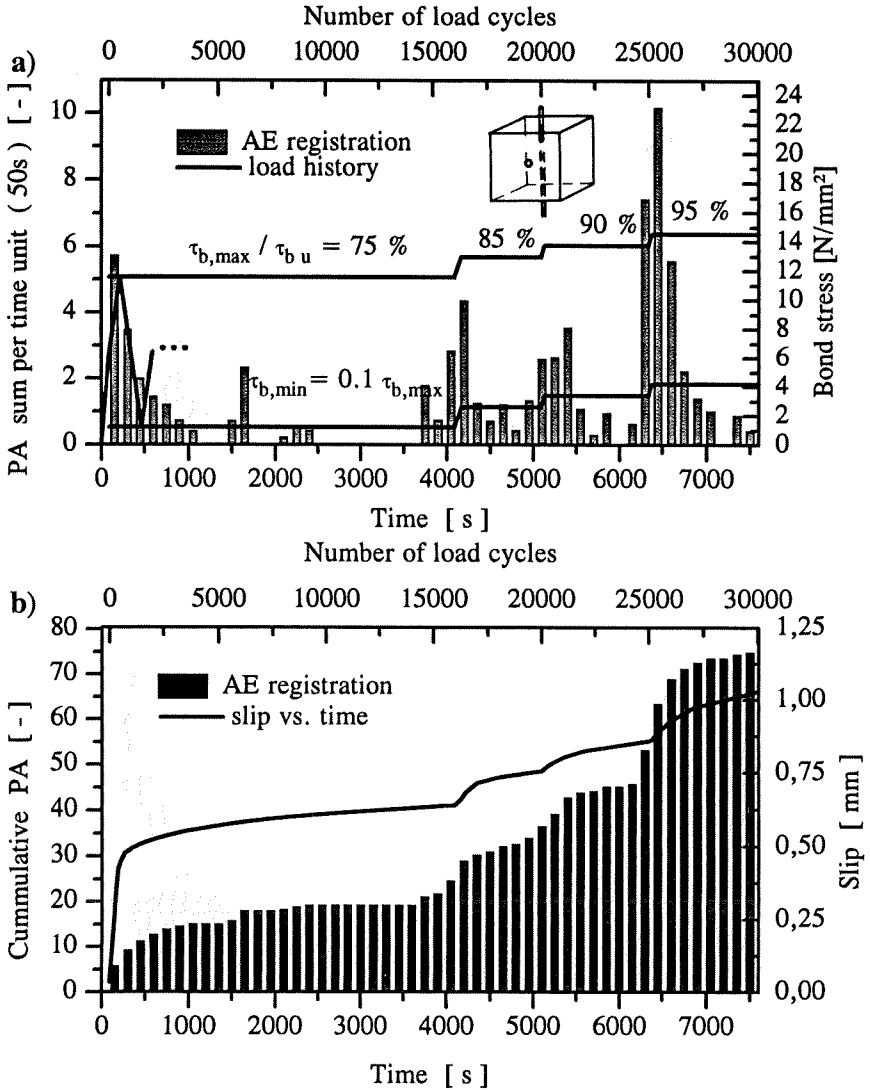 Number of load cycles
0 5000 10000 15000 20000 25000 30000
a)
PA sum per time unit ( 50s ) [ - ]
10
8
6
4
2
0
AE registration
load history
τb,max / τb u = 75 %
85 %
90 %
95 %
τb,min = 0.1 τb,max
24
22
20
18
16
14
12
10
8
6
4
2
0
Bond stress [N/mm²]
0 1000 2000 3000 4000 5000 6000 7000
Time [ s ]
Number of load cycles
0 5000 10000 15000 20000 25000 30000
b)
Cummulative PA [ - ]
80
70
60
50
40
30
20
10
0
AE registration
slip vs. time
1,25
1,00
0,75
0,50
0,25
0,00
Slip [ mm ]
0 1000 2000 3000 4000 5000 6000 7000
Time [ s ]